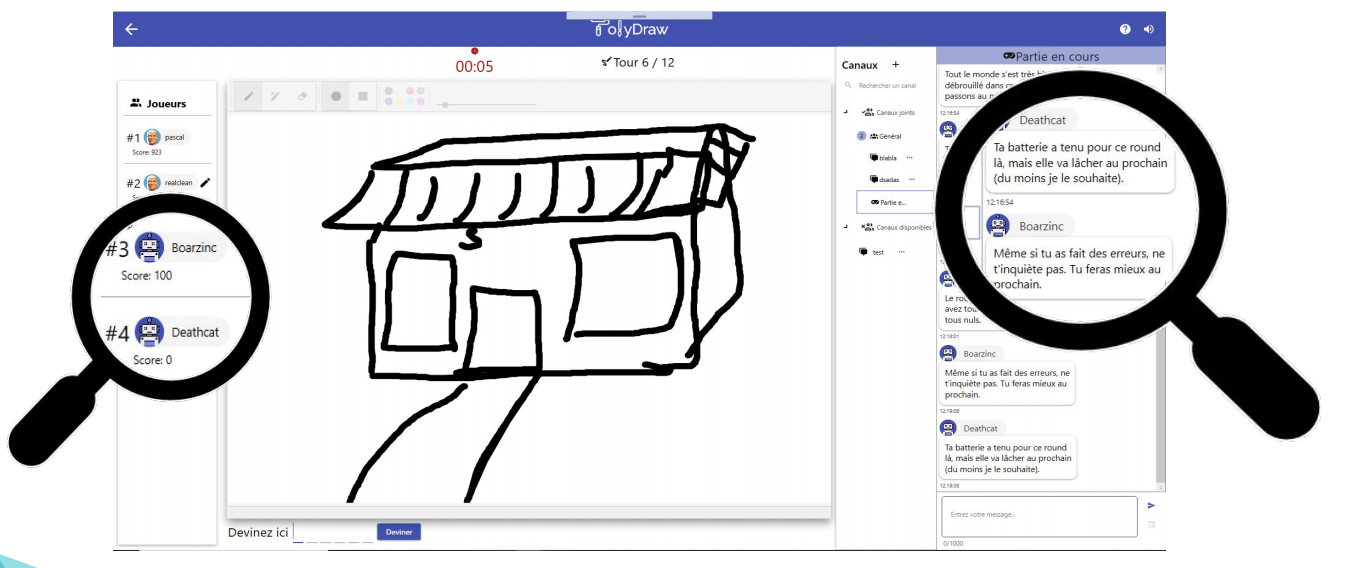 PolyDraw
00:05
Tour 6 / 12
Joueurs
#1 pascal
Score: 923
#2 realclean
#3 Boarzinc
Score: 100
#4 Deathcat
Score: 0
S
Devinez ici
Deviner
Canaux +
Rechercher un canal
Canaux joints
2 Général
blabla ...
dsadas ...
Partie e...
Canaux disponibles
test ...
Partie en cours
Tout le monde s'est très
débrouillé dans
passons au
12:16:54
Deathcat
Ta batterie a tenu pour ce round
là, mais elle va lâcher au prochain
(du moins je le souhaite).
12:16:54
Boarzinc
Même si tu as fait des erreurs, ne
t'inquiète pas. Tu feras mieux au
prochain.
Le
avez
tous nuls.
12:19:01
Boarzinc
Même si tu as fait des erreurs, ne
t'inquiète pas. Tu feras mieux au
prochain.
12:19:06
Deathcat
Ta batterie a tenu pour ce round
là, mais elle va lâcher au prochain
(du moins je le souhaite).
12:19:06
Entrez votre message...
0/1000